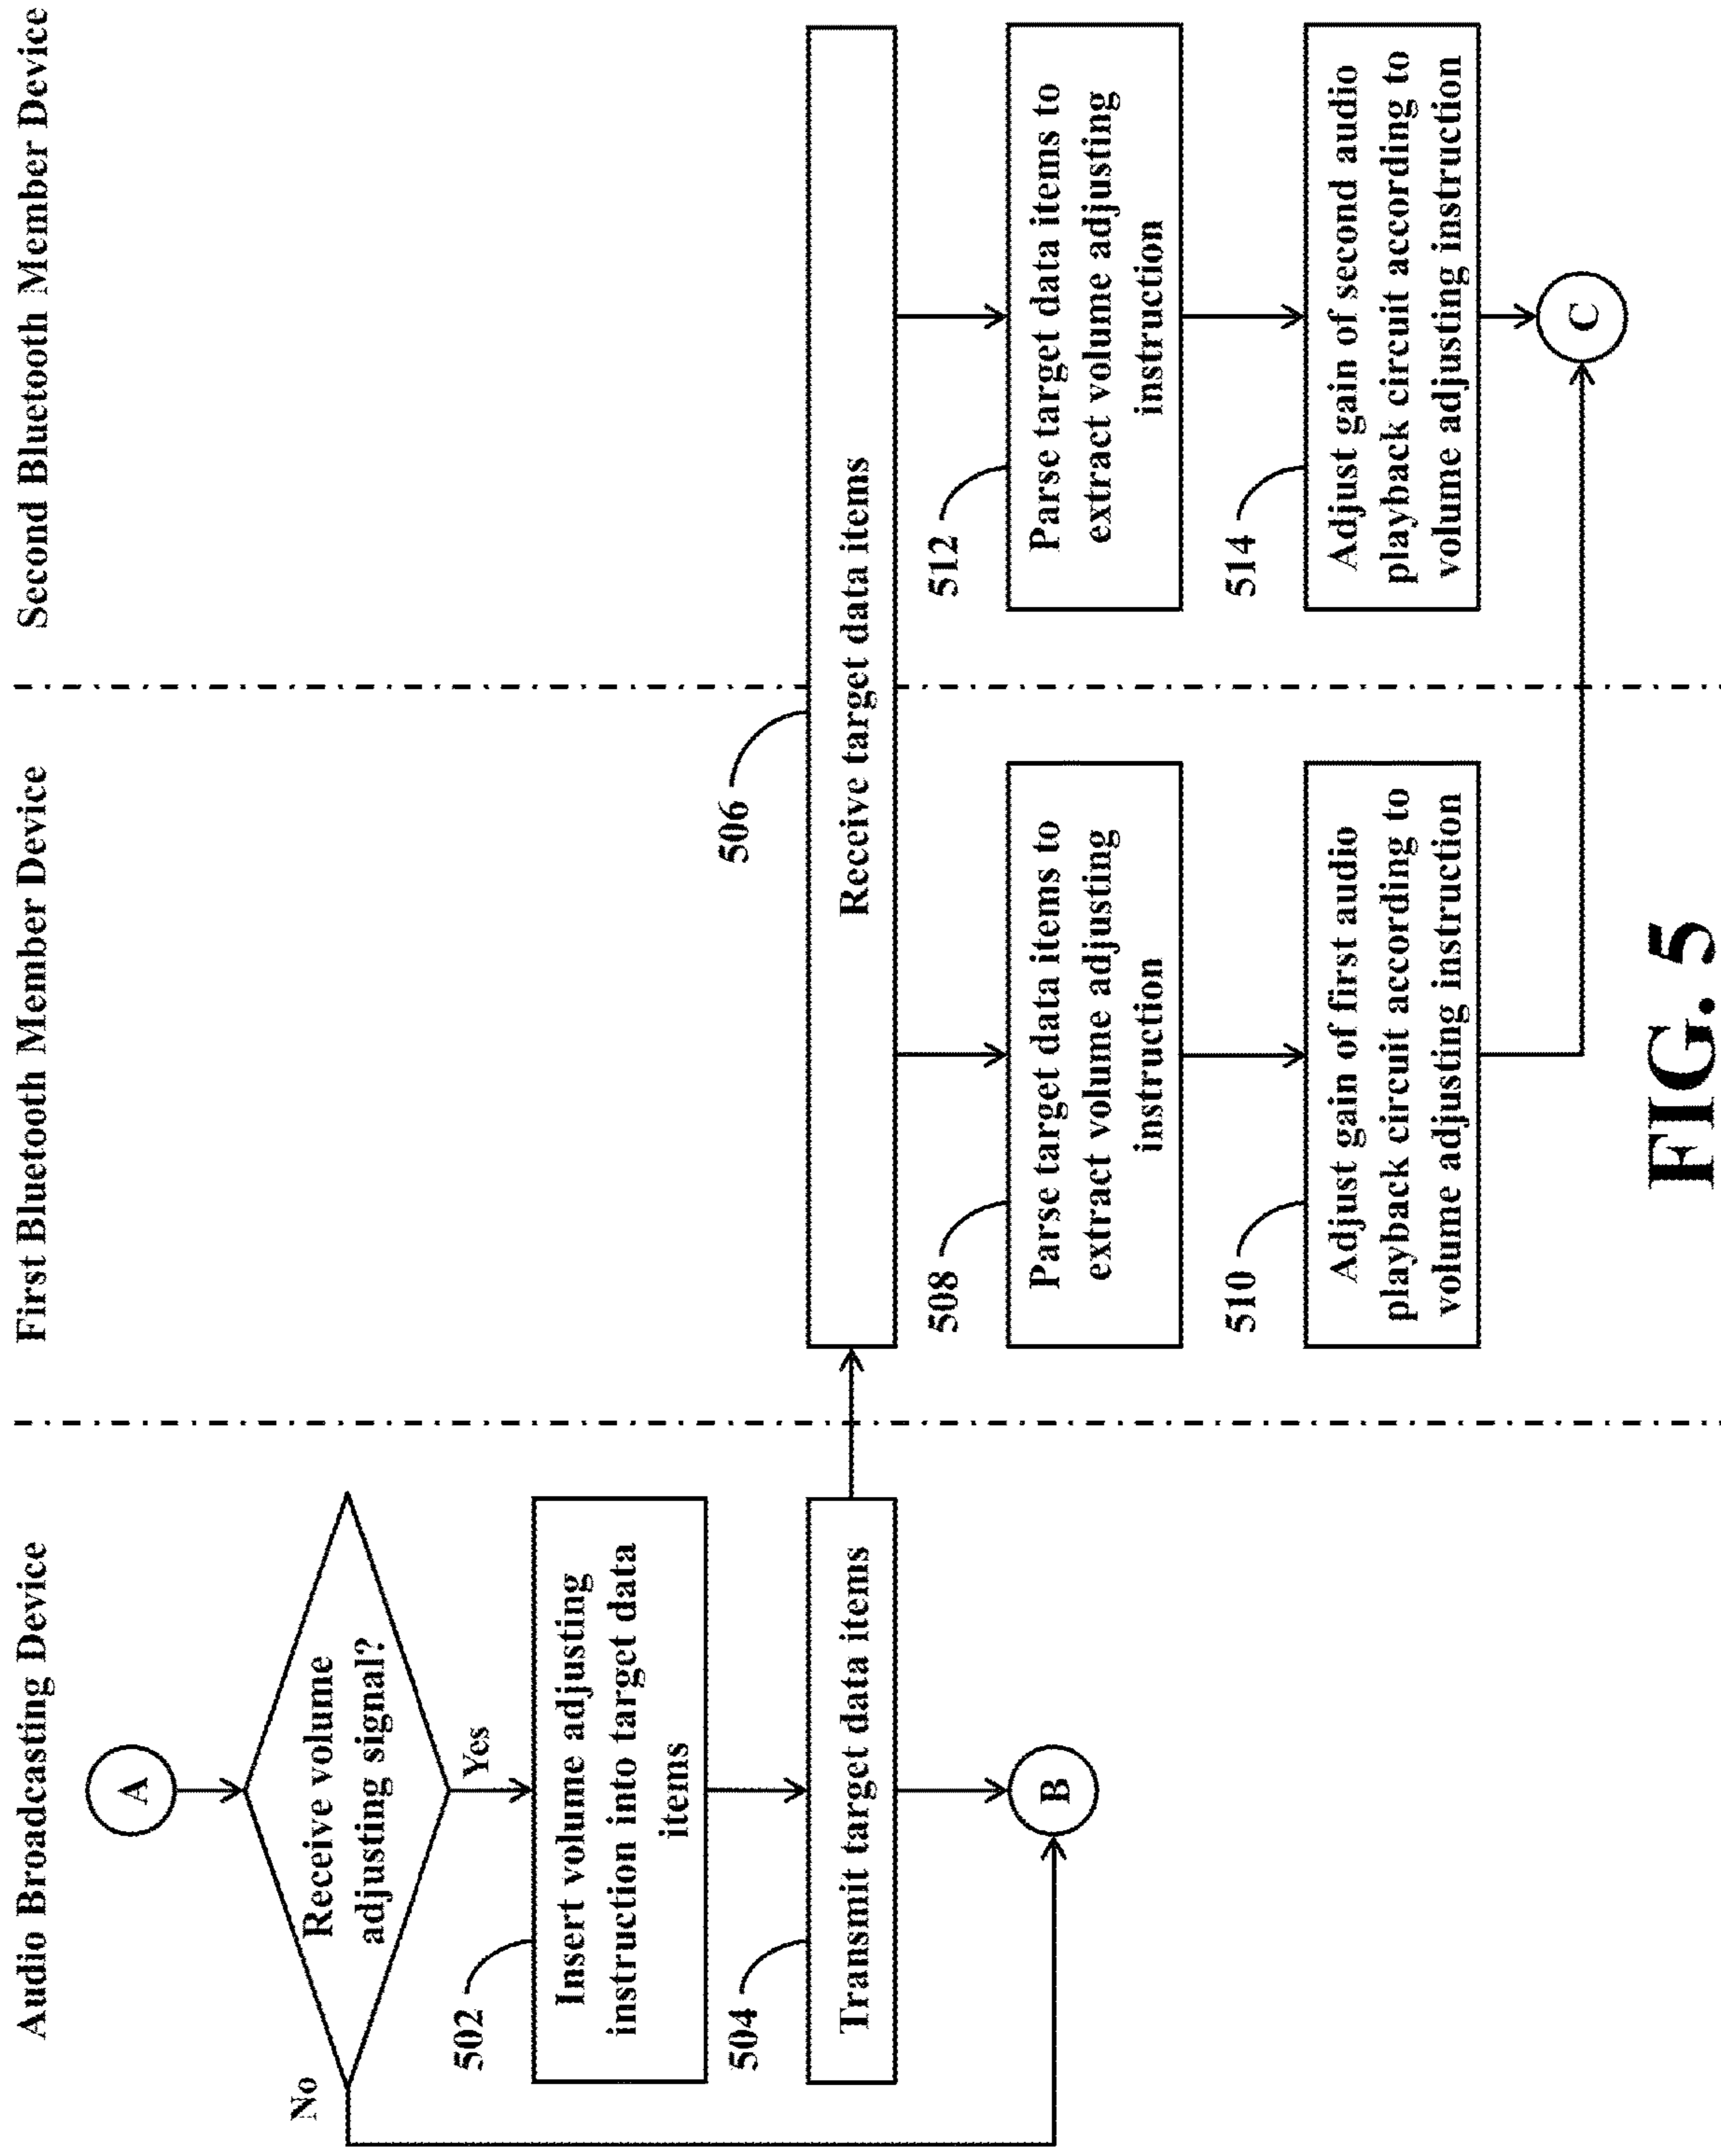 Audio Broadcasting Device
First Bluetooth Member Device
Second Bluetooth Member Device
A
Receive volume
adjusting signal?
No
Yes
502
Insert volume adjusting
instruction into target data
items
504
Transmit target data items
B
506
Receive target data items
508
Parse target data items to
extract volume adjusting
instruction
510
Adjust gain of first audio
playback circuit according to
volume adjusting instruction
512
Parse target data items to
extract volume adjusting
instruction
514
Adjust gain of second audio
playback circuit according to
volume adjusting instruction
C
FIG. 5